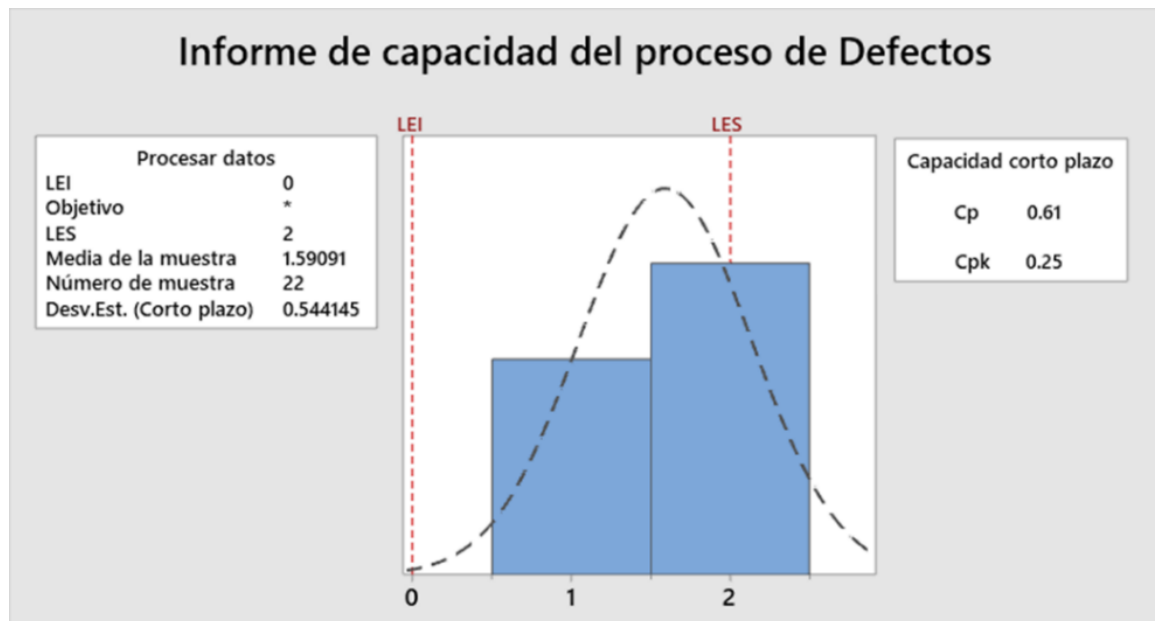 Informe de capacidad del proceso de Defectos
Procesar datos
LEI 0
Objetivo *
LES 2
Media de la muestra 1.59091
Número de muestra 22
Desv.Est. (Corto plazo) 0.544145
LEI LES
Capacidad corto plazo
Cp 0.61
Cpk 0.25
0 1 2